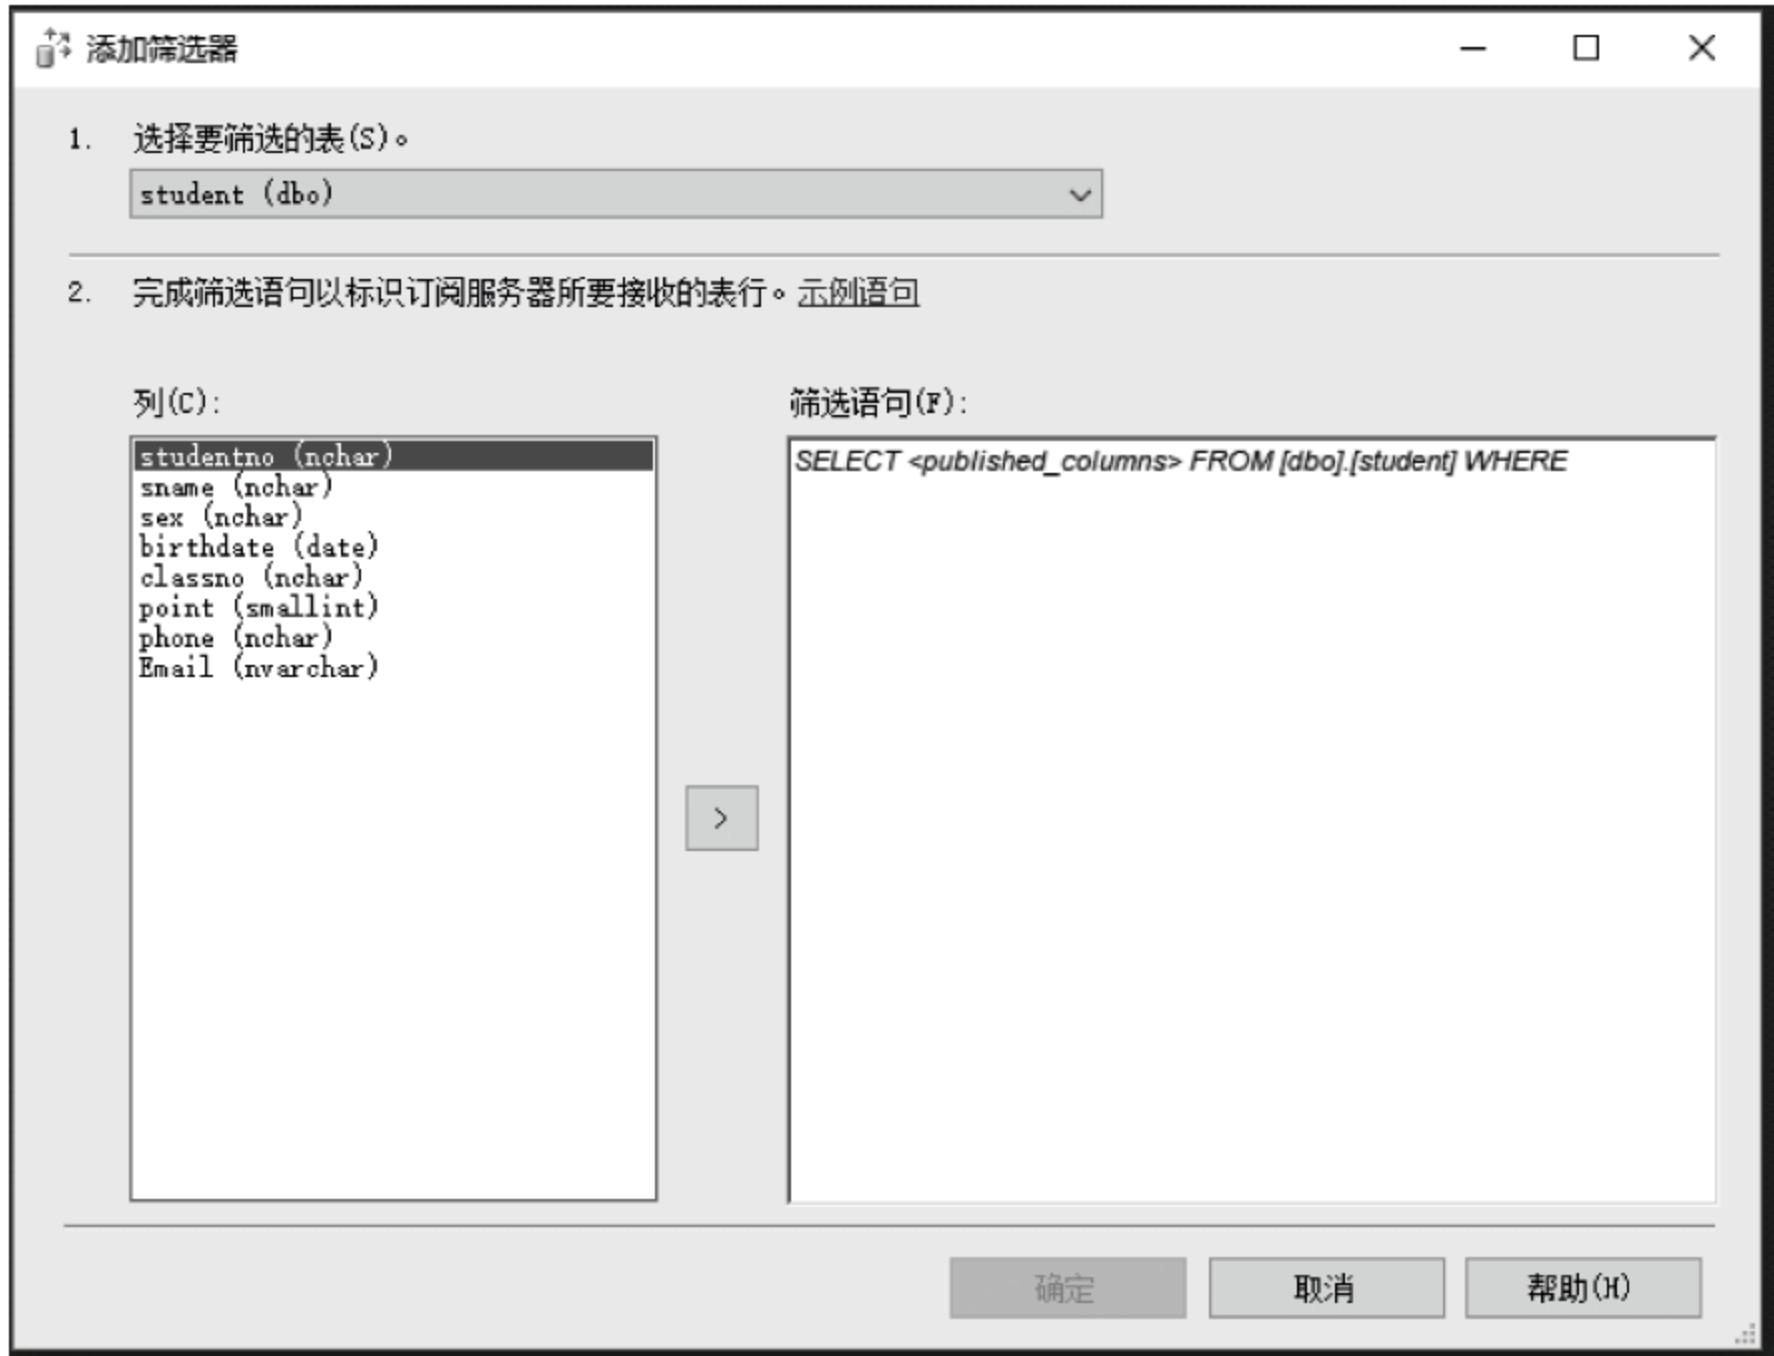 添加筛选器
1. 选择要筛选的表(S)。
student (dbo)
2. 完成筛选语句以标识订阅服务器所要接收的表行。示例语句
列(C):
studentno (nchar)
sname (nchar)
sex (nchar)
birthdate (date)
classno (nchar)
point (smallint)
phone (nchar)
Email (nvarchar)
>
筛选语句(F):
SELECT <published_columns> FROM [dbo].[student] WHERE
确定
取消
帮助(H)